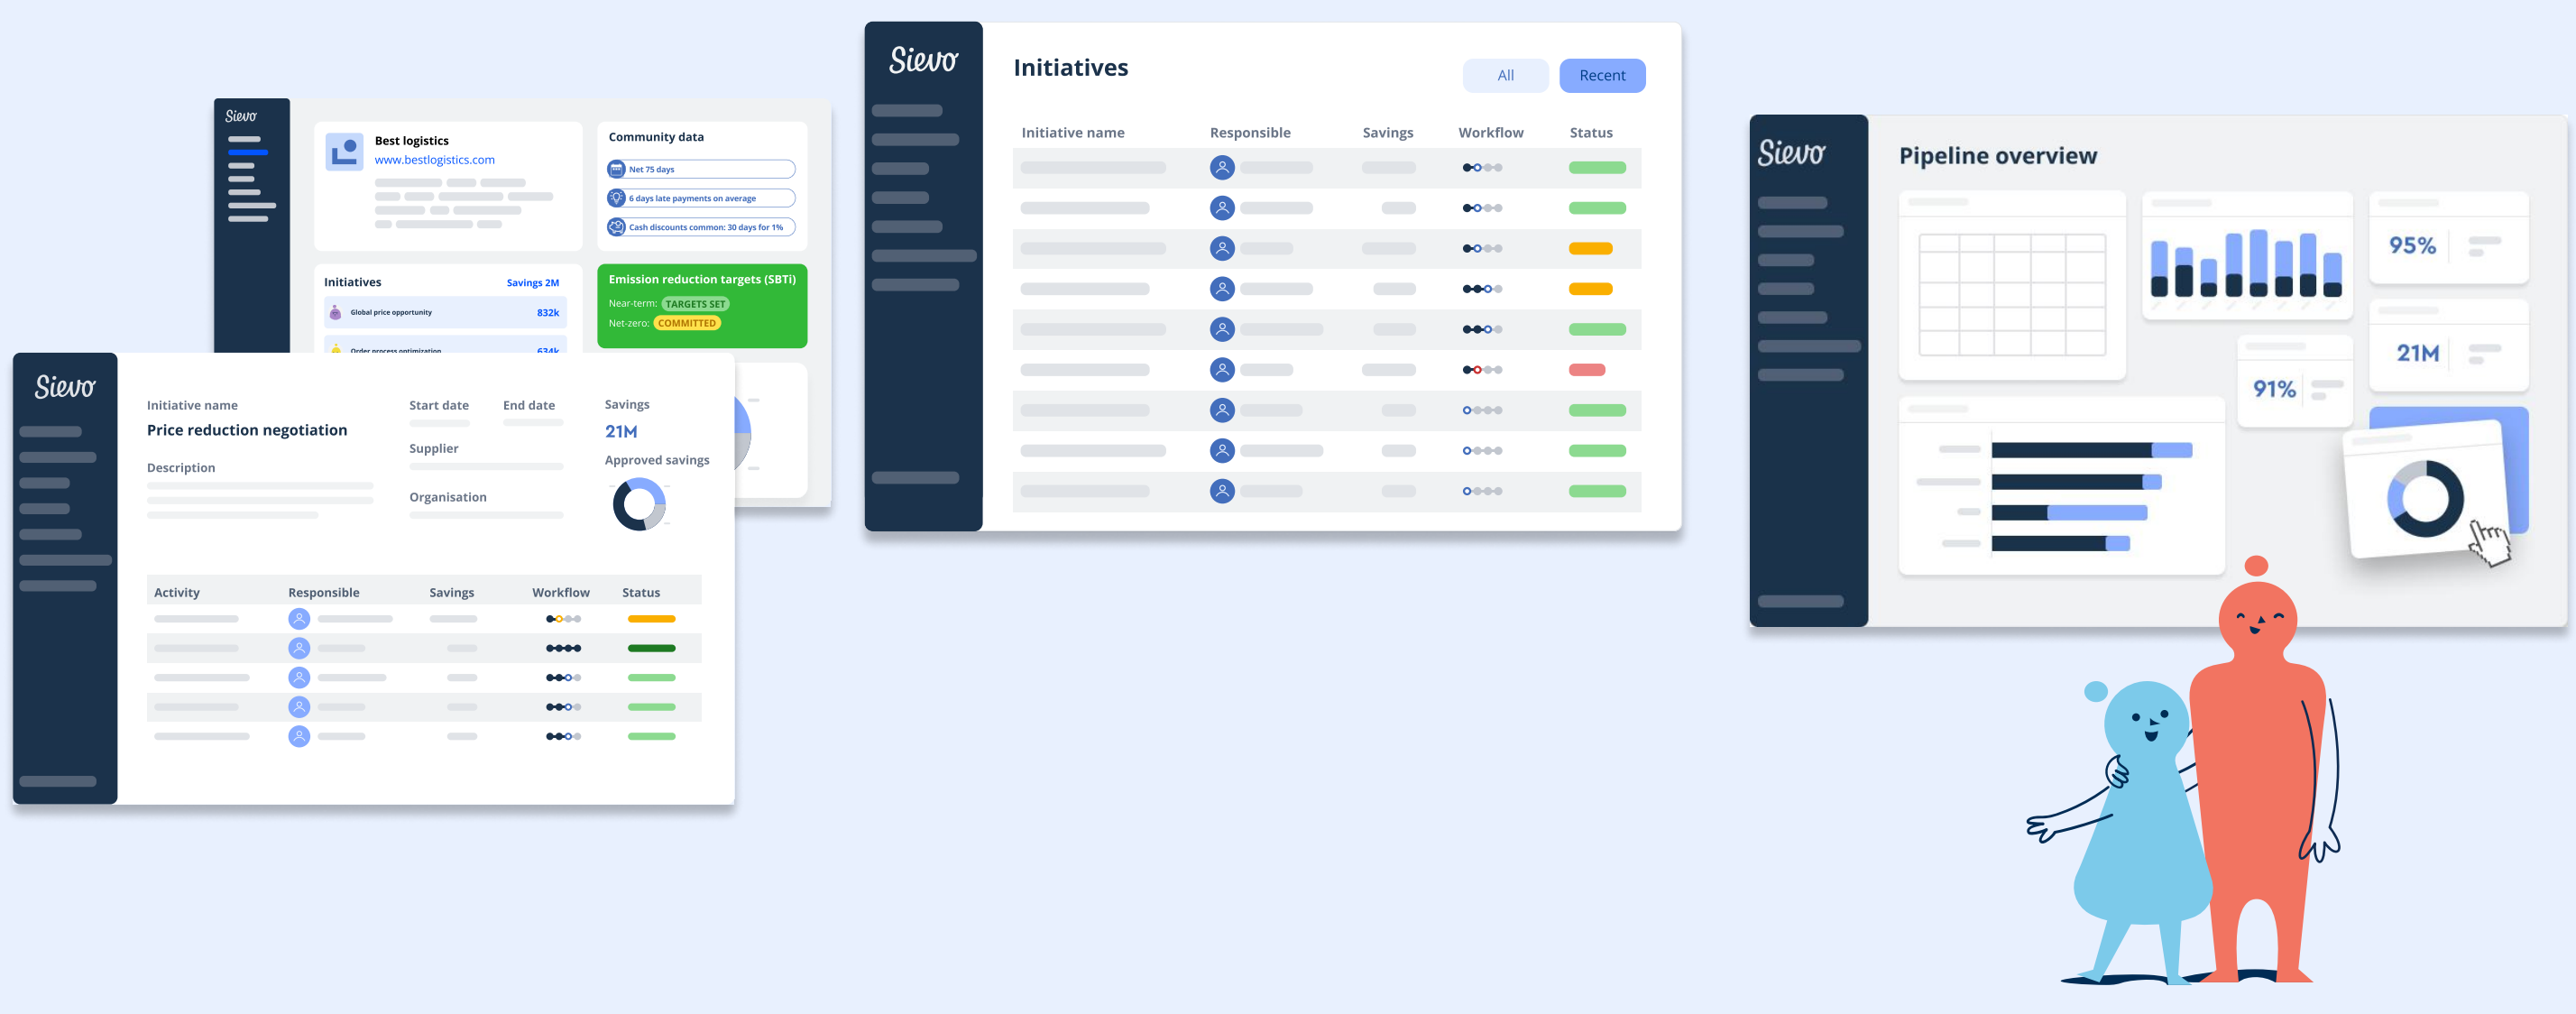 Sievo
Best logistics
www.bestlogistics.com
Community data
Net 75 days
6 days late payments on average
Cash discounts common: 30 days for 1%
Initiatives
Savings 2M
Global price opportunity
832k
Order process optimization
634k
Emission reduction targets (SBTi)
Near-term: TARGETS SET
Net-zero: COMMITTED
Sievo
Initiative name
Price reduction negotiation
Description
Start date
End date
Supplier
Organisation
Savings
21M
Approved savings
Activity Responsible Savings Workflow Status
Sievo
Initiatives
All
Recent
Initiative name Responsible Savings Workflow Status
Sievo
Pipeline overview
95%
21M
91%